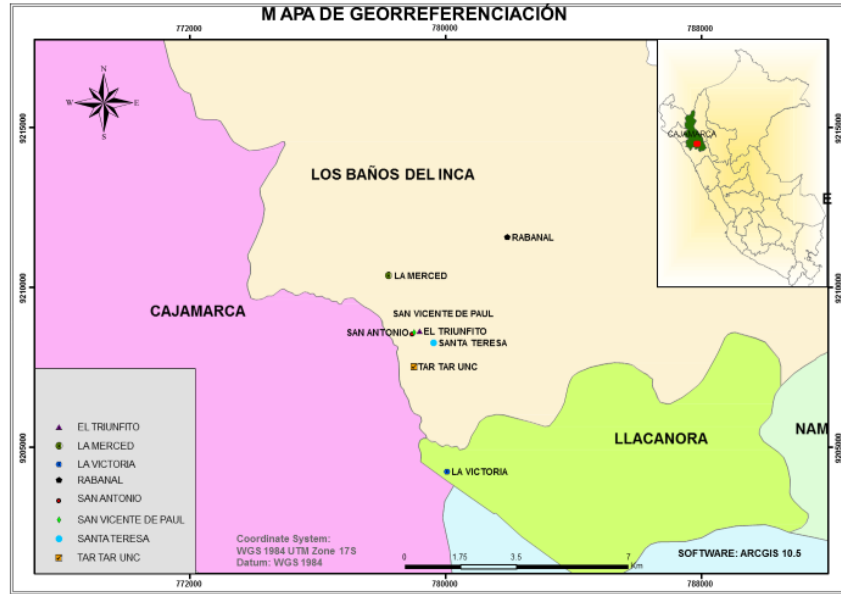 MAPA DE GEORREFERENCIACIÓN
772000
780000
788000
N
W E
S
9215000
9215000
CAJAMARCA
E
LOS BAÑOS DEL INCA
RABANAL
LA MERCED
9210000
9210000
CAJAMARCA
SAN VICENTE DE PAUL
SAN ANTONIO
EL TRIUNFITO
SANTA TERESA
TAR TAR UNC
LLACANORA
NAM
9205000
9205000
LA VICTORIA
EL TRIUNFITO
LA MERCED
LA VICTORIA
RABANAL
SAN ANTONIO
SAN VICENTE DE PAUL
SANTA TERESA
TAR TAR UNC
Coordinate System:
WGS 1984 UTM Zone 17S
Datum: WGS 1984
0 1.75 3.5 7
Km
SOFTWARE: ARCGIS 10.5
772000
780000
788000